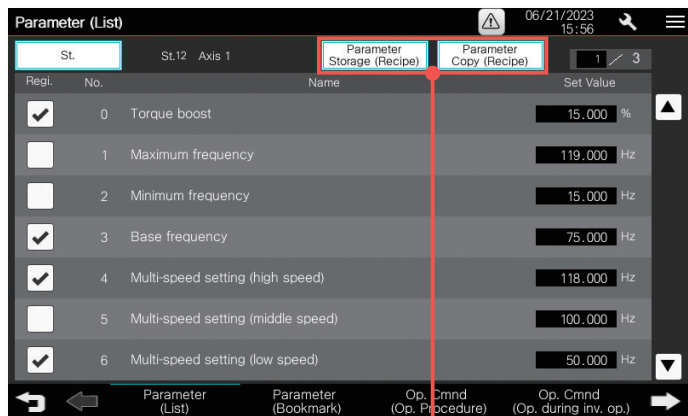 Parameter (List)
06/21/2023
15:56
St.
St.12 Axis 1
Parameter
Storage (Recipe)
Parameter
Copy (Recipe)
1 / 3
Regi. No. Name Set Value
0 Torque boost 15.000 %
1 Maximum frequency 119.000 Hz
2 Minimum frequency 15.000 Hz
3 Base frequency 75.000 Hz
4 Multi-speed setting (high speed) 118.000 Hz
5 Multi-speed setting (middle speed) 100.000 Hz
6 Multi-speed setting (low speed) 50.000 Hz
Parameter
(List)
Parameter
(Bookmark)
Op. Cmnd
(Op. Procedure)
Op. Cmnd
(Op. during inv. op.)